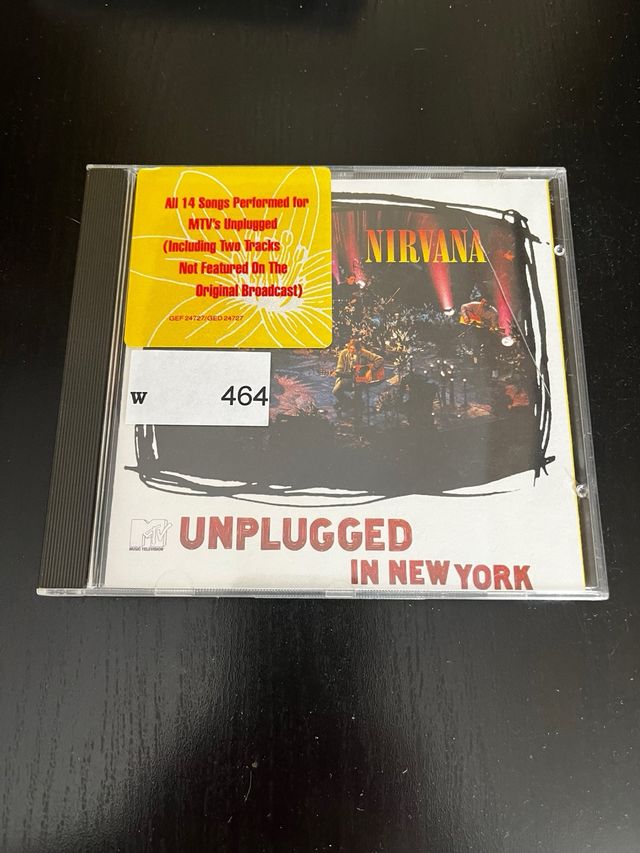 All 14 Songs Performed for
MTV's Unplugged
(Including Two Tracks
Not Featured On The
Original Broadcast)
GEF 24727/GED 24727
NIRVANA
W 464
MTV
MUSIC TELEVISION
UNPLUGGED
IN NEW YORK